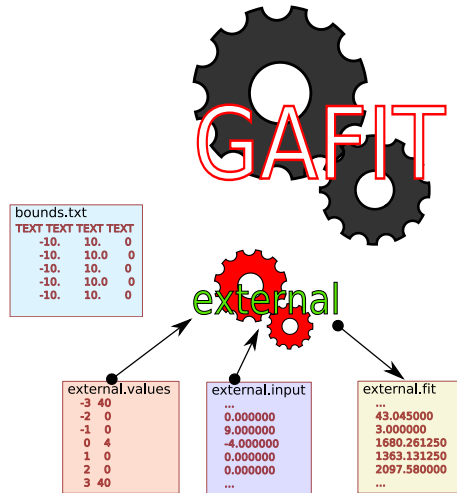 GAFIT
bounds.txt
TEXT TEXT TEXT TEXT
-10. 10. 0
-10. 10.0 0
-10. 10. 0
-10. 10.0 0
-10. 10. 0
external
external.values
-3 40
-2 0
-1 0
0 4
1 0
2 0
3 40
external.input
...
0.000000
9.000000
-4.000000
0.000000
0.000000
...
external.fit
...
43.045000
3.000000
1680.261250
1363.131250
2097.580000
...